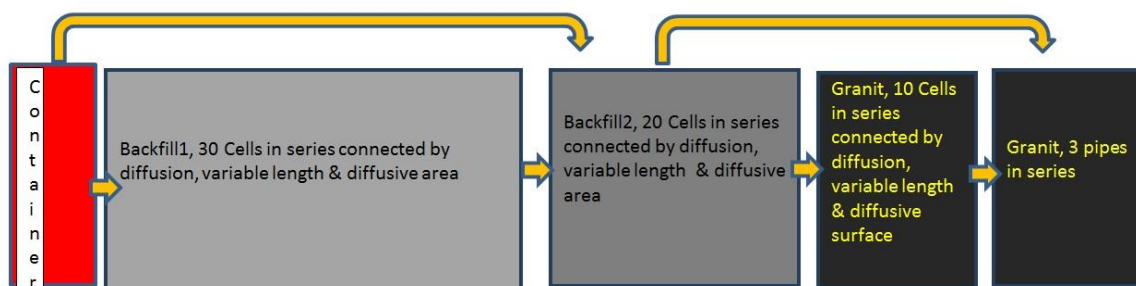 Container
Backfill1, 30 Cells in series connected by
diffusion, variable length & diffusive area
Backfill2, 20 Cells in series
connected by diffusion,
variable length & diffusive
area
Granit, 10 Cells
in series
connected by
diffusion,
variable length
& diffusive
surface
Granit, 3 pipes
in series